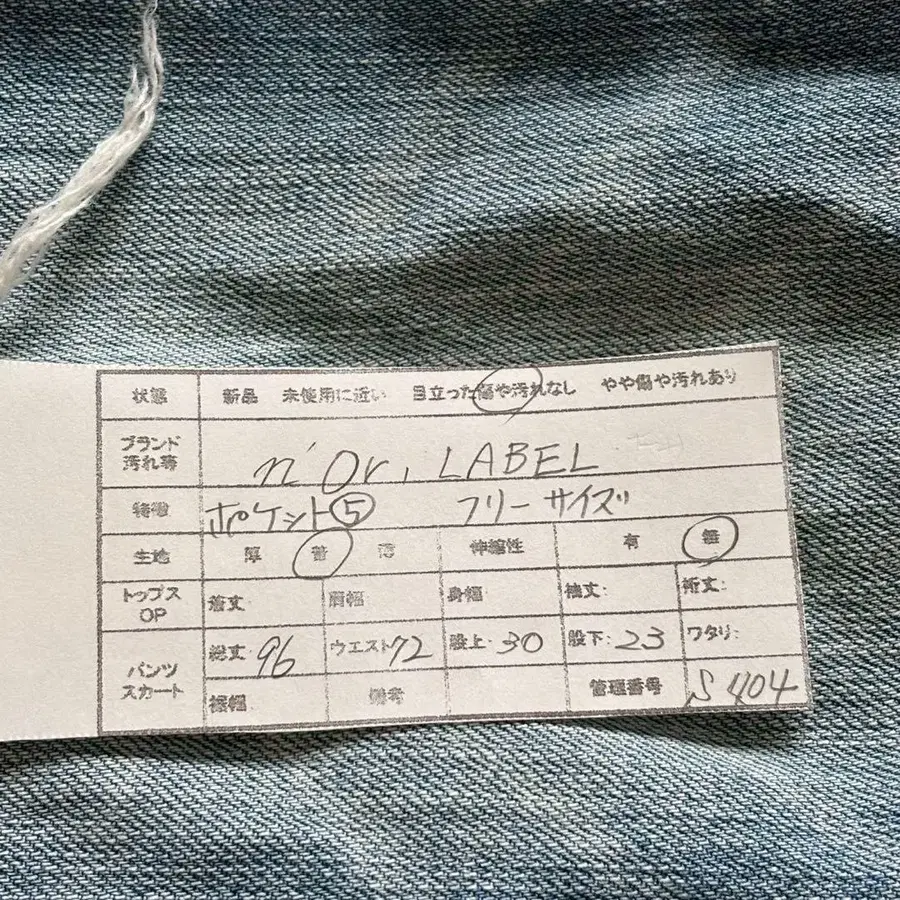 状態 新品 未使用に近い 目立った傷や汚れなし やや傷や汚れあり
ブランド
汚れ等 n'Or, LABEL
特徴 ポケット⑤ フリーサイズ
生地 厚 普 薄 伸縮性 有 無
トップス
OP 着丈 肩幅 身幅 袖丈: 裄丈:
パンツ
スカート 総丈 96 ウエスト 72 股上: 30 股下: 23 ワタリ:
裾幅 備考 管理番号 S404